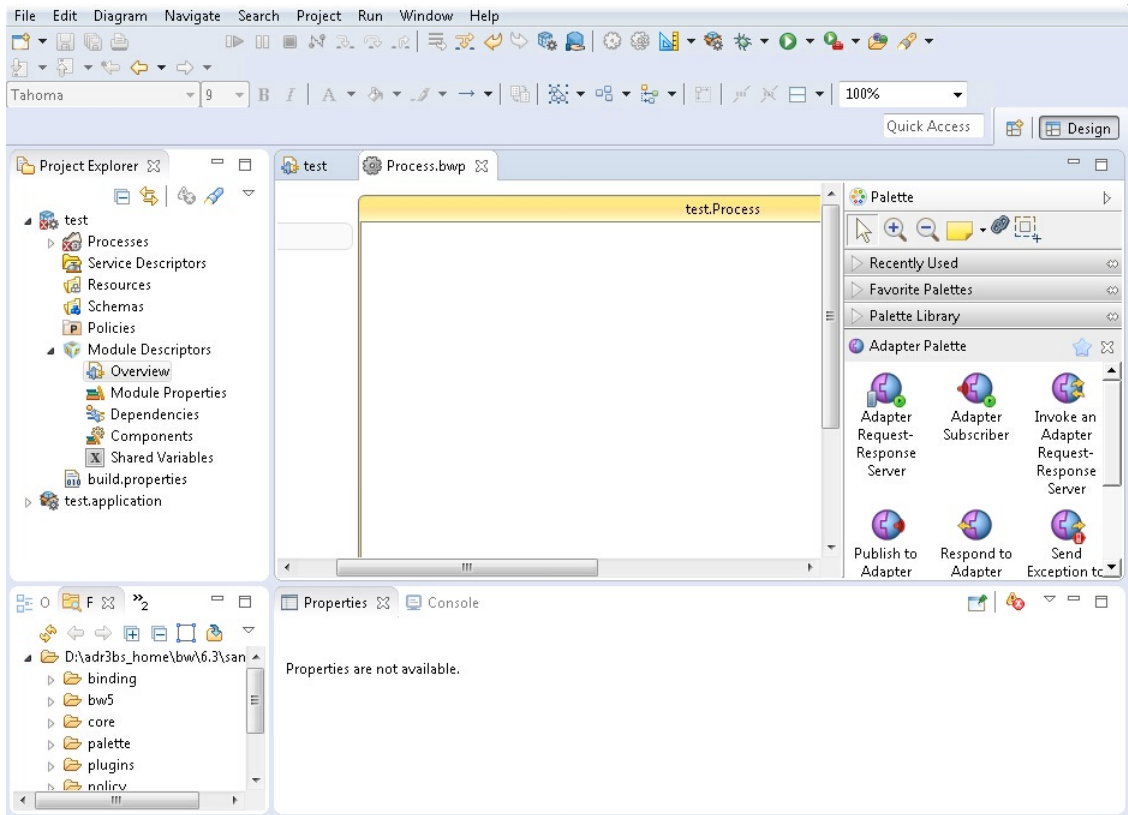 File Edit Diagram Navigate Search Project Run Window Help
Tahoma 9 B I A 100%
Quick Access Design
Project Explorer
test
Processes
Service Descriptors
Resources
Schemas
P Policies
Module Descriptors
Overview
Module Properties
Dependencies
Components
X Shared Variables
010 build.properties
test.application
test Process.bwp
test.Process
Palette
Recently Used
Favorite Palettes
Palette Library
Adapter Palette
Adapter Request-Response Server
Adapter Subscriber
Invoke an Adapter Request-Response Server
Publish to Adapter
Respond to Adapter
Send Exception to
O F »2
D:\adr3bs_home\bw\6.3\san
binding
bw5
core
palette
plugins
policy
Properties Console
Properties are not available.